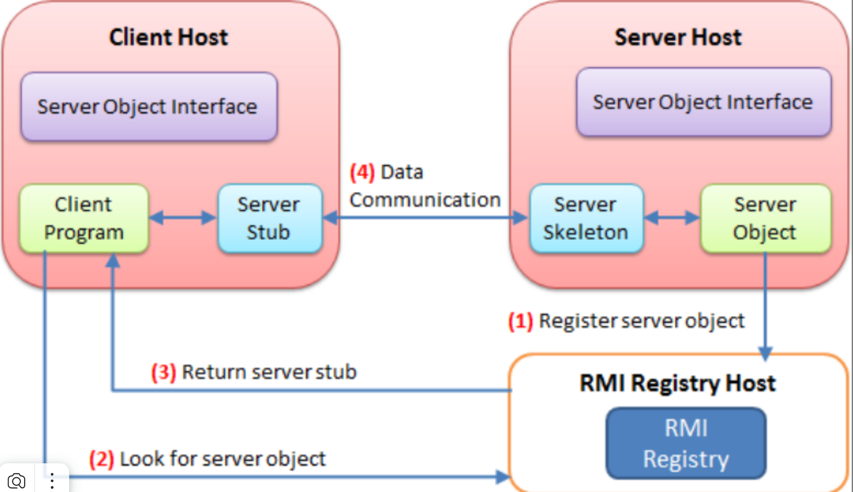 Client Host
Server Object Interface
Client
Program
Server
Stub
(4) Data
Communication
Server Host
Server Object Interface
Server
Skeleton
Server
Object
(1) Register server object
(3) Return server stub
(2) Look for server object
RMI Registry Host
RMI
Registry